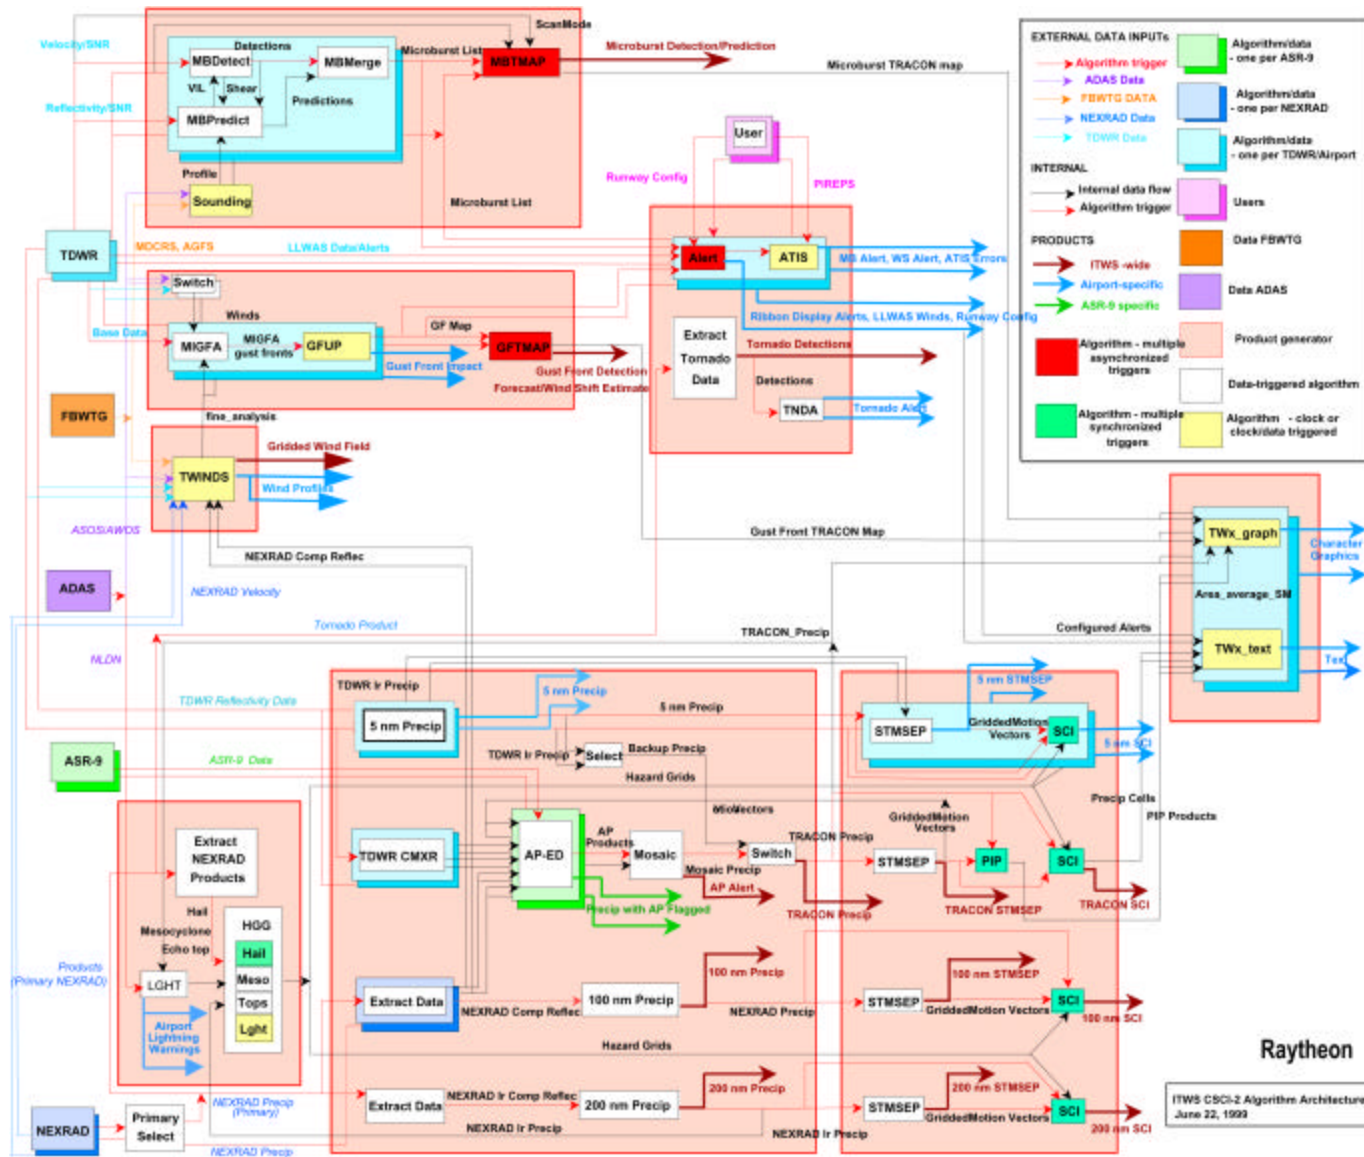 Velocity/SNR
Reflectivity/SNR
Detections
MBDetect
MBMerge
VIL
Shear
Predictions
MBPredict
Profile
Sounding
Microburst List
MBTMAP
ScanMode
Microburst Detection/Prediction
Microburst TRACON map
Microburst List
User
Runway Config
PIREPS
TDWR
MDCRS, AGFS
LLWAS Data/Alerts
Alert
ATIS
MB Alert, WS Alert, ATIS Errors
Ribbon Display Alerts, LLWAS Winds, Runway Config
Switch
Winds
Base Data
MIGFA
MIGFA
gust fronts
GFUP
GF Map
GFTMAP
Gust Front Impact
Gust Front Detection
Forecast/Wind Shift Estimate
Extract
Tornado
Data
Tornado Detections
Detections
TNDA
Tornado Alert
FBWTG
fine_analysis
TWINDS
Gridded Wind Field
Wind Profiles
ASOS/AWOS
NEXRAD Comp Reflec
Gust Front TRACON Map
ADAS
NEXRAD Velocity
Tornado Product
NLDN
TRACON_Precip
Configured Alerts
TWx_graph
Area_average_SM
TWx_text
Character
Graphics
Text
EXTERNAL DATA INPUTs
Algorithm trigger
ADAS Data
FBWTG DATA
NEXRAD Data
TDWR Data
INTERNAL
Internal data flow
Algorithm trigger
PRODUCTS
ITWS -wide
Airport-specific
ASR-9 specific
Algorithm - multiple
asynchronized
triggers
Algorithm - multiple
synchronized
triggers
Algorithm/data
- one per ASR-9
Algorithm/data
- one per NEXRAD
Algorithm/data
- one per TDWR/Airport
Users
Data FBWTG
Data ADAS
Product generator
Data-triggered algorithm
Algorithm - clock or
clock/data triggered
TDWR Reflectivity Data
TDWR lr Precip
5 nm Precip
5 nm Precip
5 nm Precip
TDWR lr Precip
Select
Backup Precip
Hazard Grids
ASR-9
ASR-9 Data
STMSEP
5 nm STMSEP
GriddedMotion
Vectors
SCI
5 nm SCI
Precip Cells
PIP Products
Extract
NEXRAD
Products
Hail
Mesocyclone
Echo top
HGG
Hail
Meso
Tops
Lght
LGHT
Airport
Lightning
Warnings
Products
(Primary NEXRAD)
TDWR CMXR
AP-ED
AP
Products
Mosaic
Mosaic Precip
Switch
AP Alert
Precip with AP Flagged
TRACON Precip
TRACON Precip
GriddedMotion
Vectors
STMSEP
PIP
SCI
TRACON STMSEP
TRACON SCI
Extract Data
NEXRAD Comp Reflec
100 nm Precip
100 nm Precip
NEXRAD Precip
STMSEP
100 nm STMSEP
GriddedMotion Vectors
SCI
100 nm SCI
Hazard Grids
Extract Data
NEXRAD lr Comp Reflec
NEXRAD lr Precip
200 nm Precip
200 nm Precip
NEXRAD lr Precip
STMSEP
200 nm STMSEP
GriddedMotion Vectors
SCI
200 nm SCI
NEXRAD
Primary
Select
NEXRAD Precip
(Primary)
NEXRAD Precip
Raytheon
ITWS CSCI-2 Algorithm Architecture
June 22, 1999